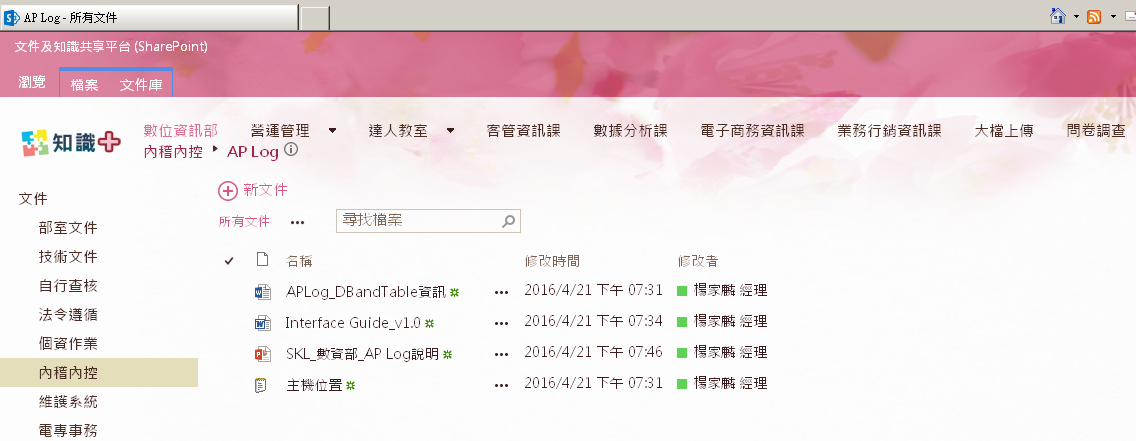 AP Log - 所有文件
文件及知識共享平台 (SharePoint)
瀏覽 檔案 文件庫
知識
數位資訊部 營運管理 達人教室 客管資訊課 數據分析課 電子商務資訊課 業務行銷資訊課 大檔上傳 問卷調查
內稽內控 AP Log
文件
部室文件
技術文件
自行查核
法令遵循
個資作業
內稽內控
維護系統
電專事務
新文件
所有文件 ••• 尋找檔案
名稱 修改時間 修改者
APLog_DBandTable資訊 ••• 2016/4/21 下午 07:31 楊家麟 經理
Interface Guide_v1.0 ••• 2016/4/21 下午 07:34 楊家麟 經理
SKL_數資部_AP Log說明 ••• 2016/4/21 下午 07:46 楊家麟 經理
主機位置 ••• 2016/4/21 下午 07:31 楊家麟 經理